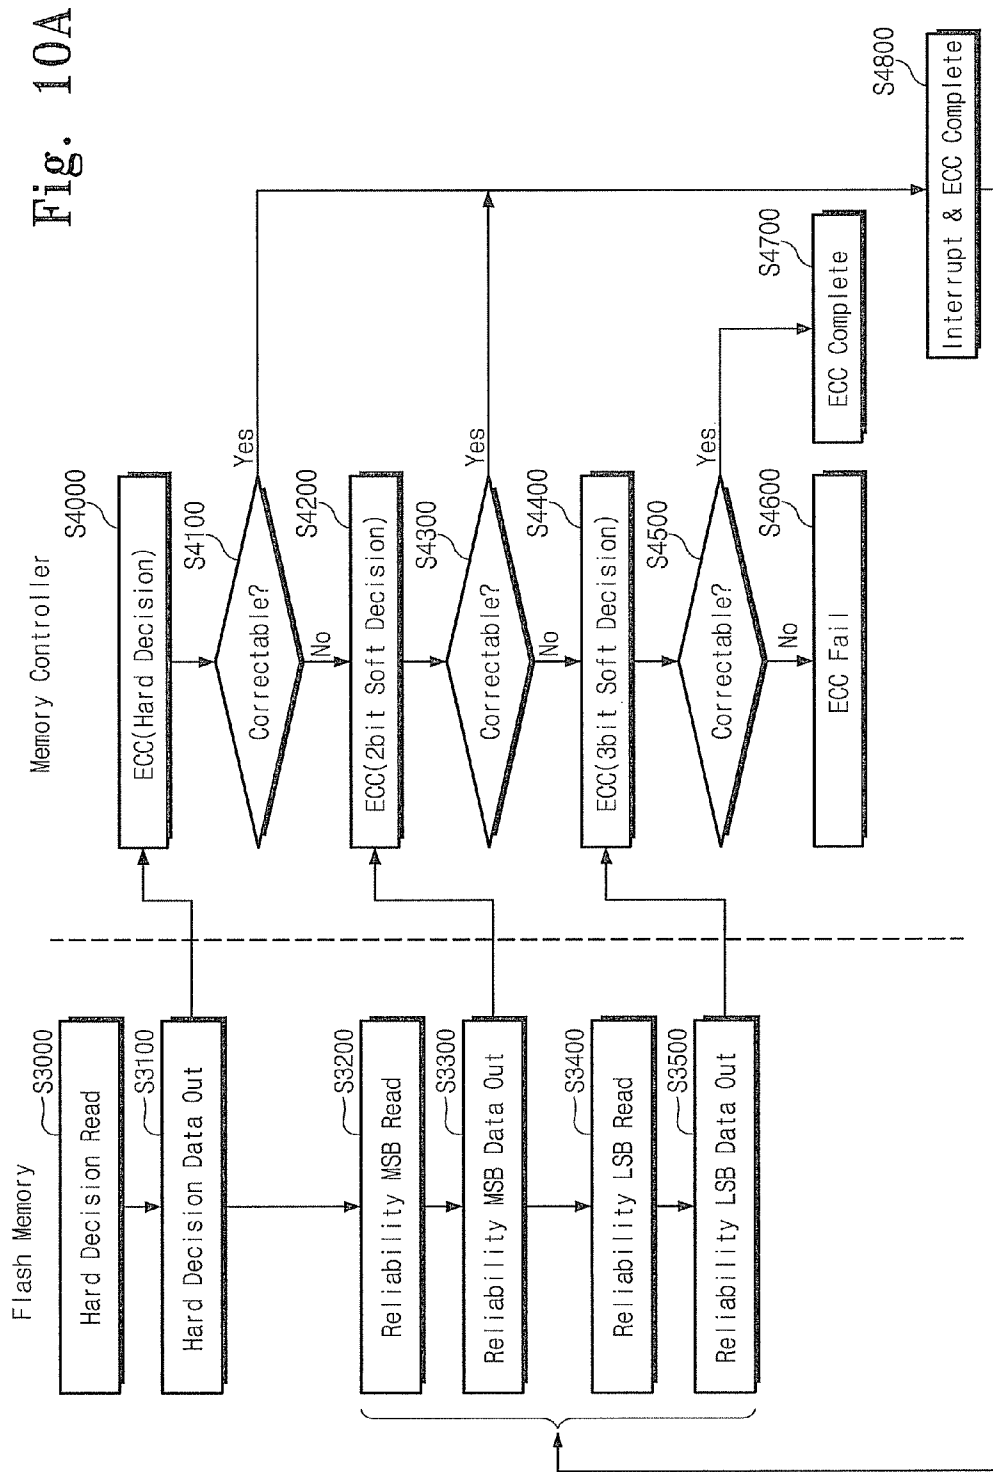 Fig. 10A
Flash Memory
Memory Controller
S3000
Hard Decision Read
S3100
Hard Decision Data Out
S3200
Reliability MSB Read
S3300
Reliability MSB Data Out
S3400
Reliability LSB Read
S3500
Reliability LSB Data Out
S4000
ECC(Hard Decision)
S4100
Correctable?
Yes
No
S4200
ECC(2bit Soft Decision)
S4300
Correctable?
Yes
No
S4400
ECC(3bit Soft Decision)
S4500
Correctable?
Yes
No
S4600
ECC Fail
S4700
ECC Complete
S4800
Interrupt & ECC Complete